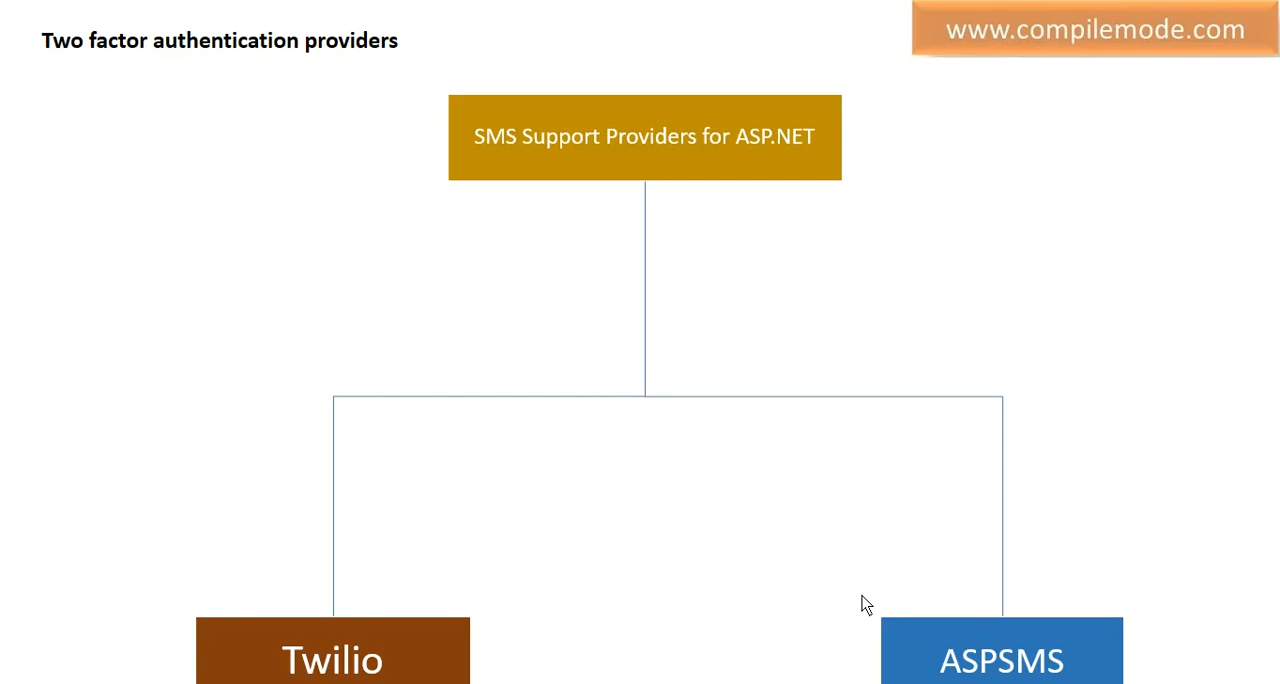 Two factor authentication providers
www.compilemode.com
SMS Support Providers for ASP.NET
Twilio
ASPSMS